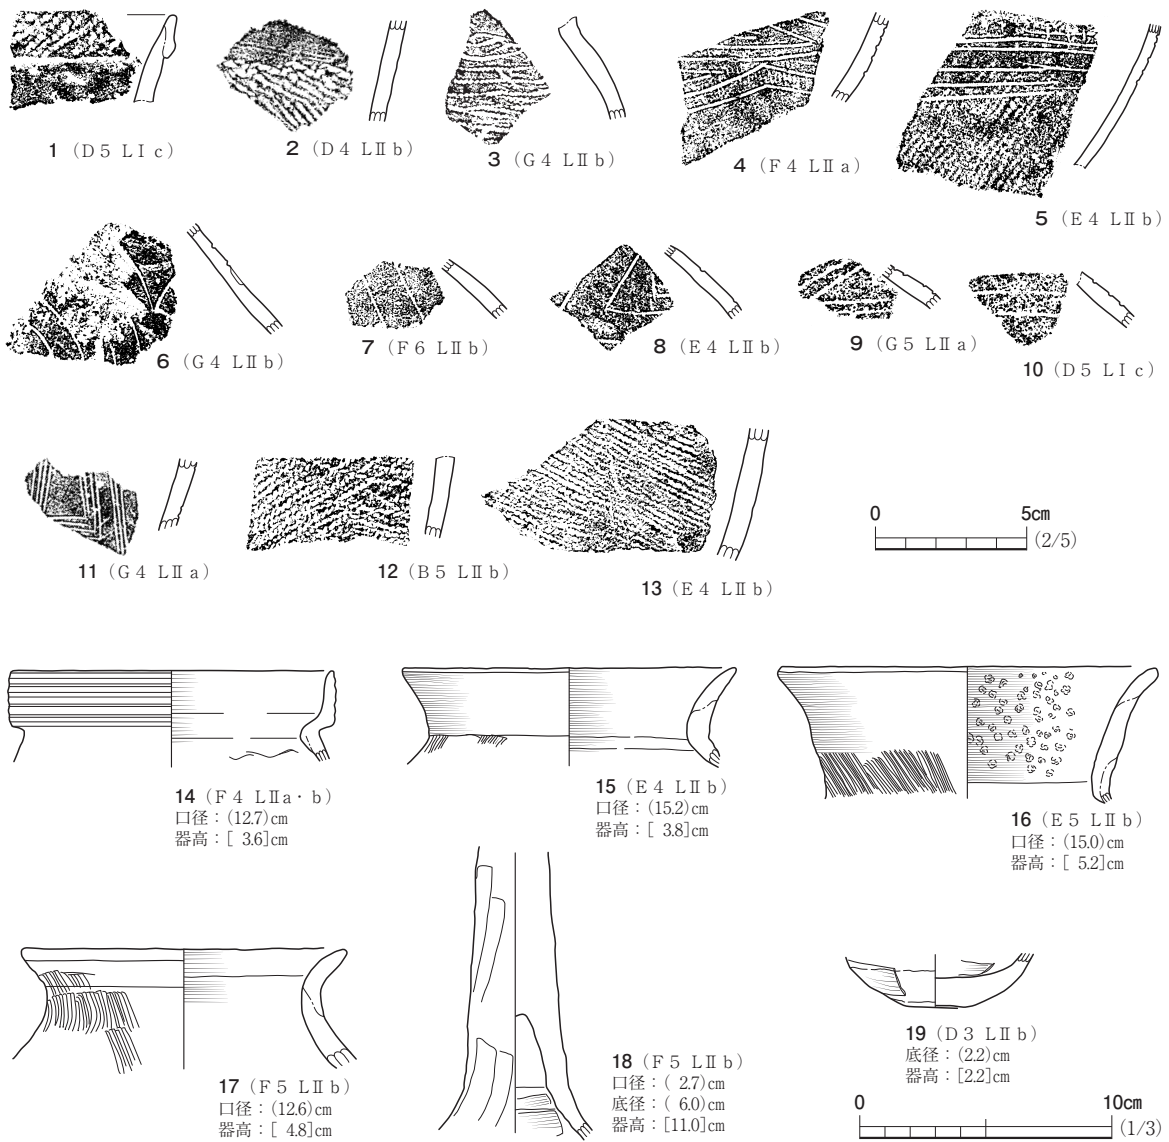 1 (D5 LⅠc)
2 (D4 LⅡb)
3 (G4 LⅡb)
4 (F4 LⅡa)
5 (E4 LⅡb)
6 (G4 LⅡb)
7 (F6 LⅡb)
8 (E4 LⅡb)
9 (G5 LⅡa)
10 (D5 LⅠc)
11 (G4 LⅡa)
12 (B5 LⅡb)
13 (E4 LⅡb)
0 5cm
(2/5)
14 (F4 LⅡa・b)
口径：(12.7)cm
器高：[ 3.6]cm
15 (E4 LⅡb)
口径：(15.2)cm
器高：[ 3.8]cm
16 (E5 LⅡb)
口径：(15.0)cm
器高：[ 5.2]cm
17 (F5 LⅡb)
口径：(12.6)cm
器高：[ 4.8]cm
18 (F5 LⅡb)
口径：( 2.7)cm
底径：( 6.0)cm
器高：[11.0]cm
19 (D3 LⅡb)
底径：(2.2)cm
器高：[2.2]cm
0 10cm
(1/3)